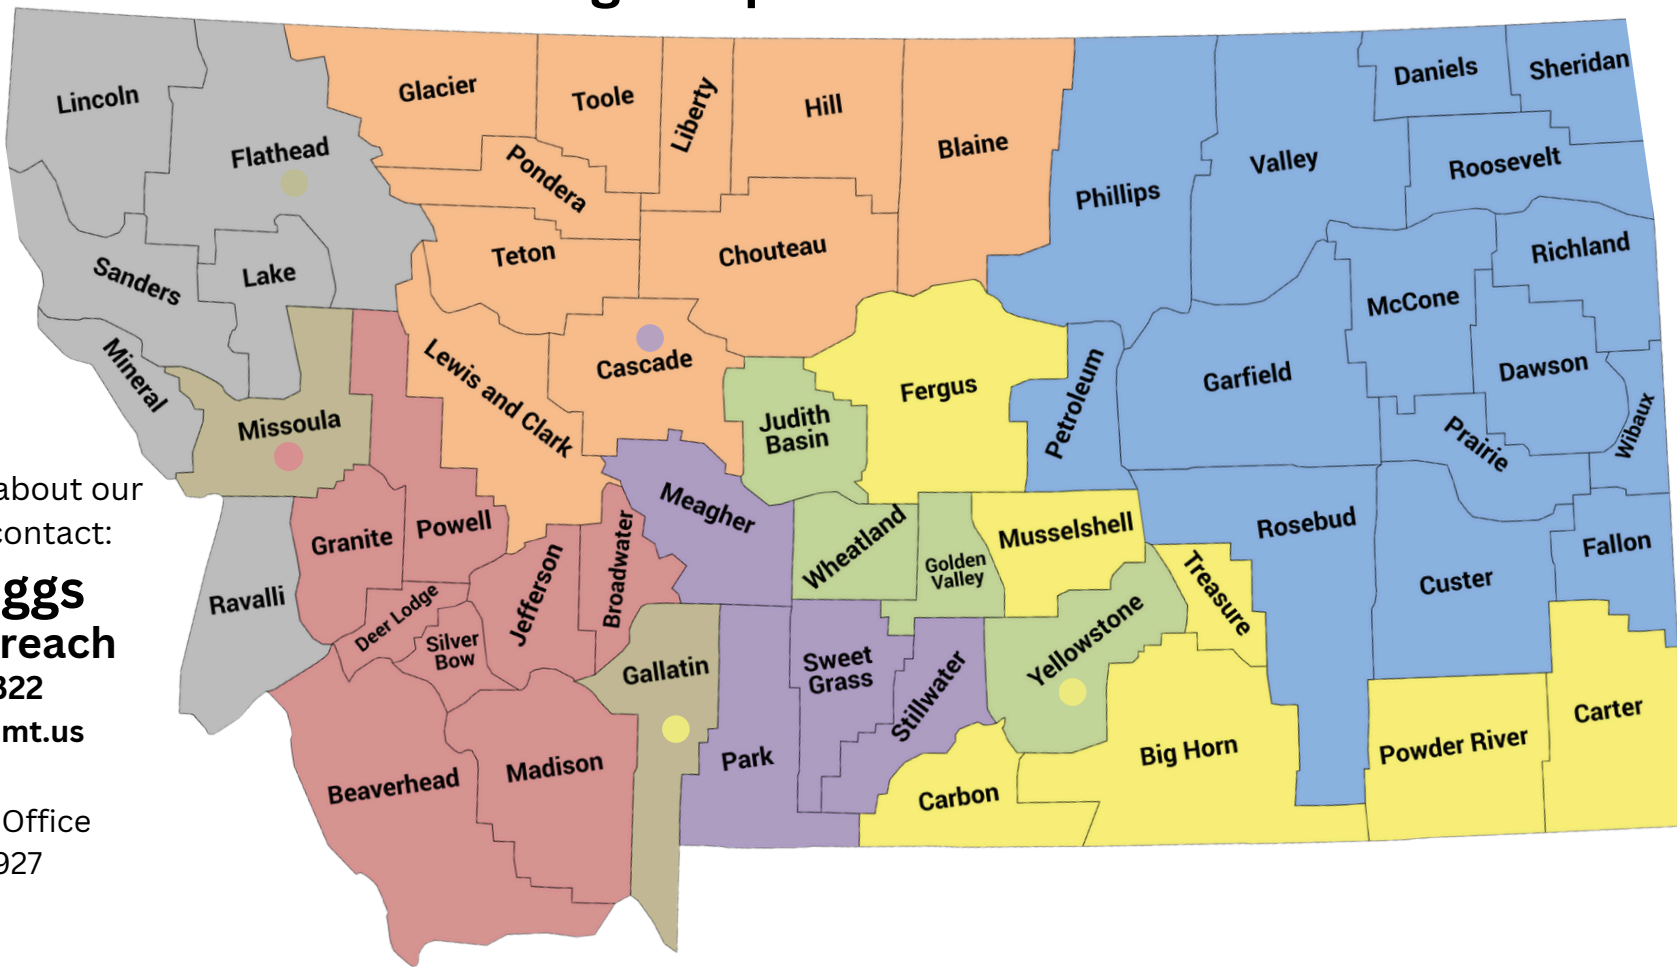 Lincoln
Flathead
Glacier
Toole
Liberty
Hill
Blaine
Phillips
Valley
Daniels
Sheridan
Roosevelt
Pondera
Teton
Chouteau
Sanders
Lake
Richland
McCone
Dawson
Wibaux
Mineral
Missoula
Lewis and Clark
Cascade
Judith
Basin
Fergus
Petroleum
Garfield
Prairie
about our
contact:
ggs
reach
322
mt.us
Office
927
Ravalli
Granite
Powell
Deer Lodge
Silver
Bow
Jefferson
Broadwater
Meagher
Wheatland
Golden
Valley
Musselshell
Treasure
Rosebud
Custer
Fallon
Beaverhead
Madison
Gallatin
Park
Sweet
Grass
Stillwater
Yellowstone
Carbon
Big Horn
Powder River
Carter